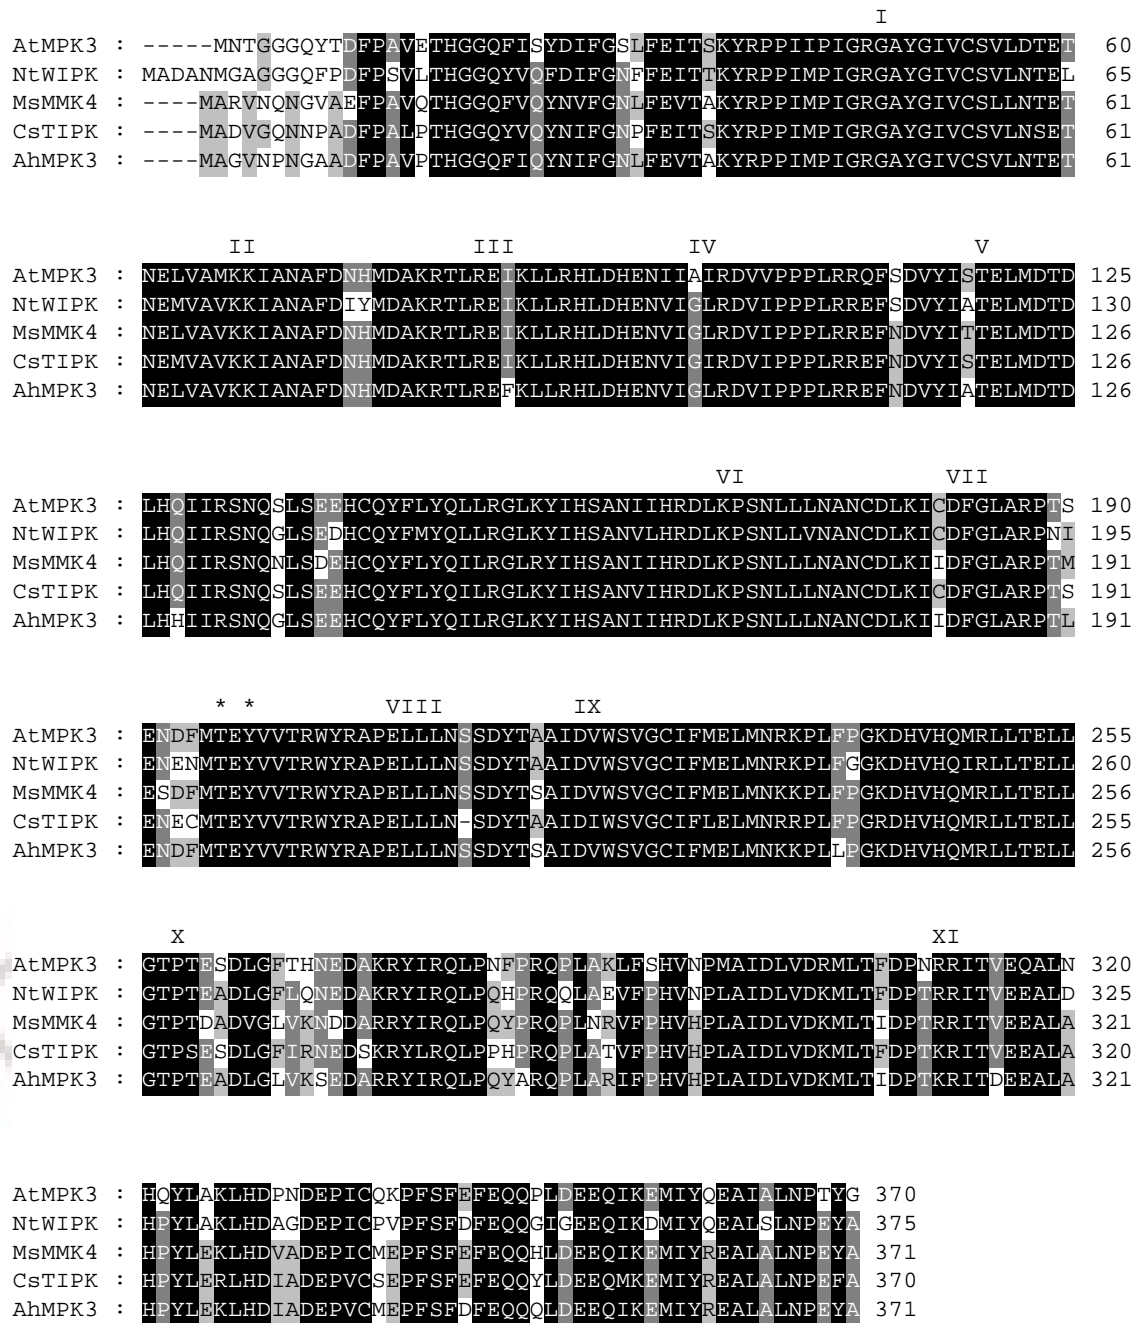 I
AtMPK3 : -----MNTGGGQYTDFPAVETHGGQFISYDIFGSLFEITSKYRPPIIPIGRGAYGIVCSVLDTET 60
NtWIPK : MADANMGAGGGQFPDFPSVLTHGGQYVQFDIFGNFFEITTKYRPPIMPIGRGAYGIVCSVLNTEL 65
MsMMK4 : ----MARVNQNGVAEFPAVQTHGGQFVQYNVFGNLFEVTAKYRPPIMPIGRGAYGIVCSLLNTET 61
CsTIPK : ----MADVGQNNPADFPALPTHGGQYVQYNIFGNPFEITSKYRPPIMPIGRGAYGIVCSVLNSET 61
AhMPK3 : ----MAGVNPNGAADFPAVPTHGGQFIQYNIFGNLFEVTAKYRPPIMPIGRGAYGIVCSVLNTET 61
II III IV V
AtMPK3 : NELVAMKKIANAFDNHMDAKRTLREIKLLRHLDHENIIAIRDVVPPPLRRQFSDVYISTELMDTD 125
NtWIPK : NEMVAVKKIANAFDIYMDAKRTLREIKLLRHLDHENVIGLRDVIPPPLRREFSDVYIATELMDTD 130
MsMMK4 : NELVAVKKIANAFDNHMDAKRTLREIKLLRHLDHENVIGLRDVIPPPLRREFNDVYITTELMDTD 126
CsTIPK : NEMVAVKKIANAFDNHMDAKRTLREIKLLRHLDHENVIGIRDVIPPPLRREFNDVYISTELMDTD 126
AhMPK3 : NELVAVKKIANAFDNHMDAKRTLREFKLLRHLDHENVIGLRDVIPPPLRREFNDVYIATELMDTD 126
VI VII
AtMPK3 : LHQIIRSNQSLSEEHCQYFLYQLLRGLKYIHSANIIHRDLKPSNLLLNANCDLKICDFGLARPTS 190
NtWIPK : LHQIIRSNQGLSEDHCQYFMYQLLRGLKYIHSANVLHRDLKPSNLLVNANCDLKICDFGLARPNI 195
MsMMK4 : LHQIIRSNQNLSDEHCQYFLYQILRGLRYIHSANIIHRDLKPSNLLLNANCDLKIIDFGLARPTM 191
CsTIPK : LHQIIRSNQSLSEEHCQYFLYQILRGLKYIHSANVIHRDLKPSNLLLNANCDLKICDFGLARPTS 191
AhMPK3 : LHHIIRSNQGLSEEHCQYFLYQILRGLKYIHSANIIHRDLKPSNLLLNANCDLKIIDFGLARPTL 191
* * VIII IX
AtMPK3 : ENDFMTEYVVTRWYRAPELLLNSSDYTAAIDVWSVGCIFMELMNRKPLFPGKDHVHQMRLLTELL 255
NtWIPK : ENENMTEYVVTRWYRAPELLLNSSDYTAAIDVWSVGCIFMELMNRKPLFGGKDHVHQIRLLTELL 260
MsMMK4 : ESDFMTEYVVTRWYRAPELLLNSSDYTSAIDVWSVGCIFMELMNRKPLFPGKDHVHQMRLLTELL 256
CsTIPK : ENECMTEYVVTRWYRAPELLLN-SDYTAAIDIWSVGCIFLELMNRRPLFPGRDHVHQMRLLTELL 255
AhMPK3 : ENDFMTEYVVTRWYRAPELLLNSSDYTSAIDVWSVGCIFMELMNKKPLLPGKDHVHQMRLLTELL 256
X XI
AtMPK3 : GTPTESDLGFTHNEDAKRYIRQLPNFPRQPLAKLFSHVNPMAIDLVDRMLTFDPNRRITVEQALN 320
NtWIPK : GTPTEADLGFLQNEDAKRYIRQLPQHPRQQLAEVFPHVNPLAIDLVDKMLTFDPTRRITVEEALD 325
MsMMK4 : GTPTDADVGLVKNDDARRYIRQLPQYPRQPLNRVFPHVHPLAIDLVDKMLTIDPTRRITVEEALA 321
CsTIPK : GTPSESDLGFIRNEDSKRYLRQLPPHPRQPLATVFPHVHPLAIDLVDKMLTFDPTKRITVEEALA 320
AhMPK3 : GTPTEADLGLVKSEDARRYIRQLPQYARQPLARIFPHVHPLAIDLVDKMLTIDPTKRITDEEALA 321
AtMPK3 : HQYLAKLHDPNDEPICQKPFSFEFEQQPLDEEQIKEMIYQEAIALNPTYG 370
NtWIPK : HPYLAKLHDAGDEPICPVPFSFDFEQQGIGEEQIKDMIYQEALSLNPEYA 375
MsMMK4 : HPYLEKLHDVADEPICMEPFSFEFEQQHLDEEQIKEMIYREALALNPEYA 371
CsTIPK : HPYLERLHDIADEPVCSEPFSFEFEQQYLDEEQMKEMIYREALALNPEFA 370
AhMPK3 : HPYLEKLHDIADEPVCMEPFSFDFEQQQLDEEQIKEMIYREALALNPEYA 371